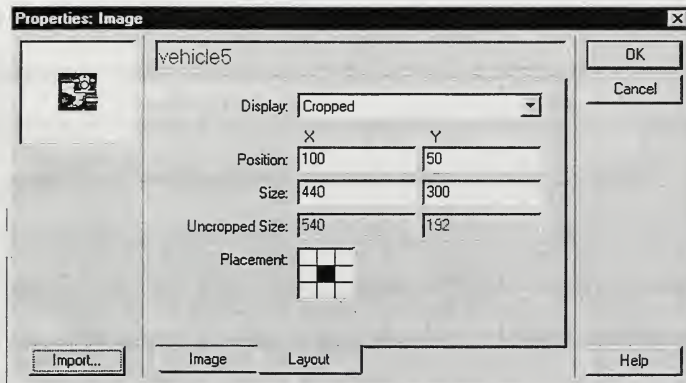 Properties: Image
vehicle5
OK
Cancel
Display: Cropped
X Y
Position: 100 50
Size: 440 300
Uncropped Size: 540 192
Placement:
Import...
Image Layout
Help